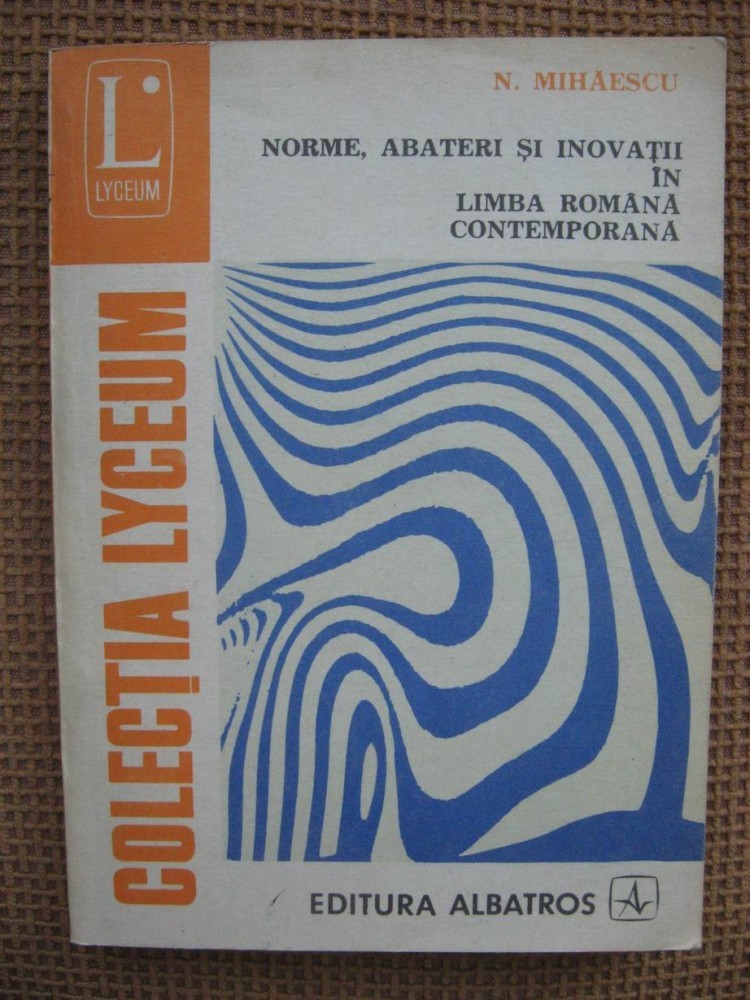 L
LYCEUM
N. MIHĂESCU
NORME, ABATERI ȘI INOVAȚII
ÎN
LIMBA ROMÂNĂ
CONTEMPORANĂ
COLECȚIA LYCEUM
EDITURA ALBATROS